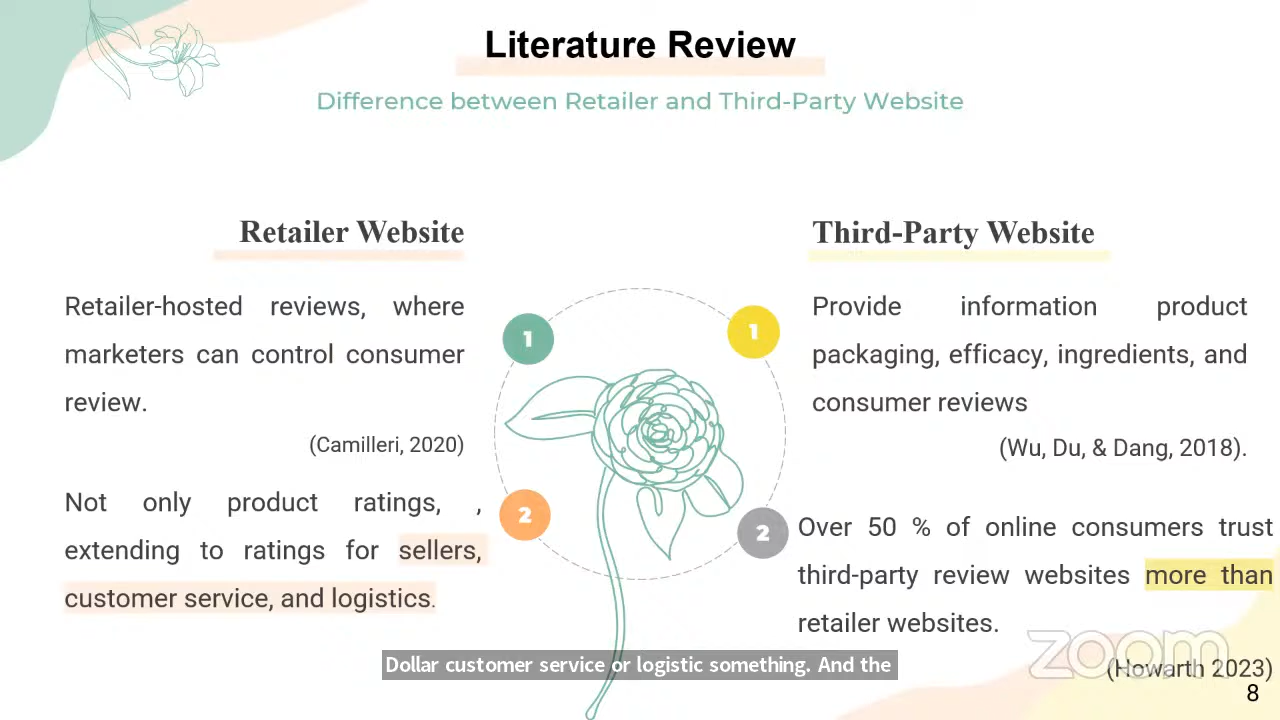 Literature Review
Difference between Retailer and Third-Party Website
Retailer Website
Retailer-hosted reviews, where
marketers can control consumer
review.
(Camilleri, 2020)
Not only product ratings, ,
extending to ratings for sellers,
customer service, and logistics.
1
2
1
2
Third-Party Website
Provide information product
packaging, efficacy, ingredients, and
consumer reviews
(Wu, Du, & Dang, 2018).
Over 50 % of online consumers trust
third-party review websites more than
retailer websites.
(Howarth 2023)
zoom
Dollar customer service or logistic something. And the
8